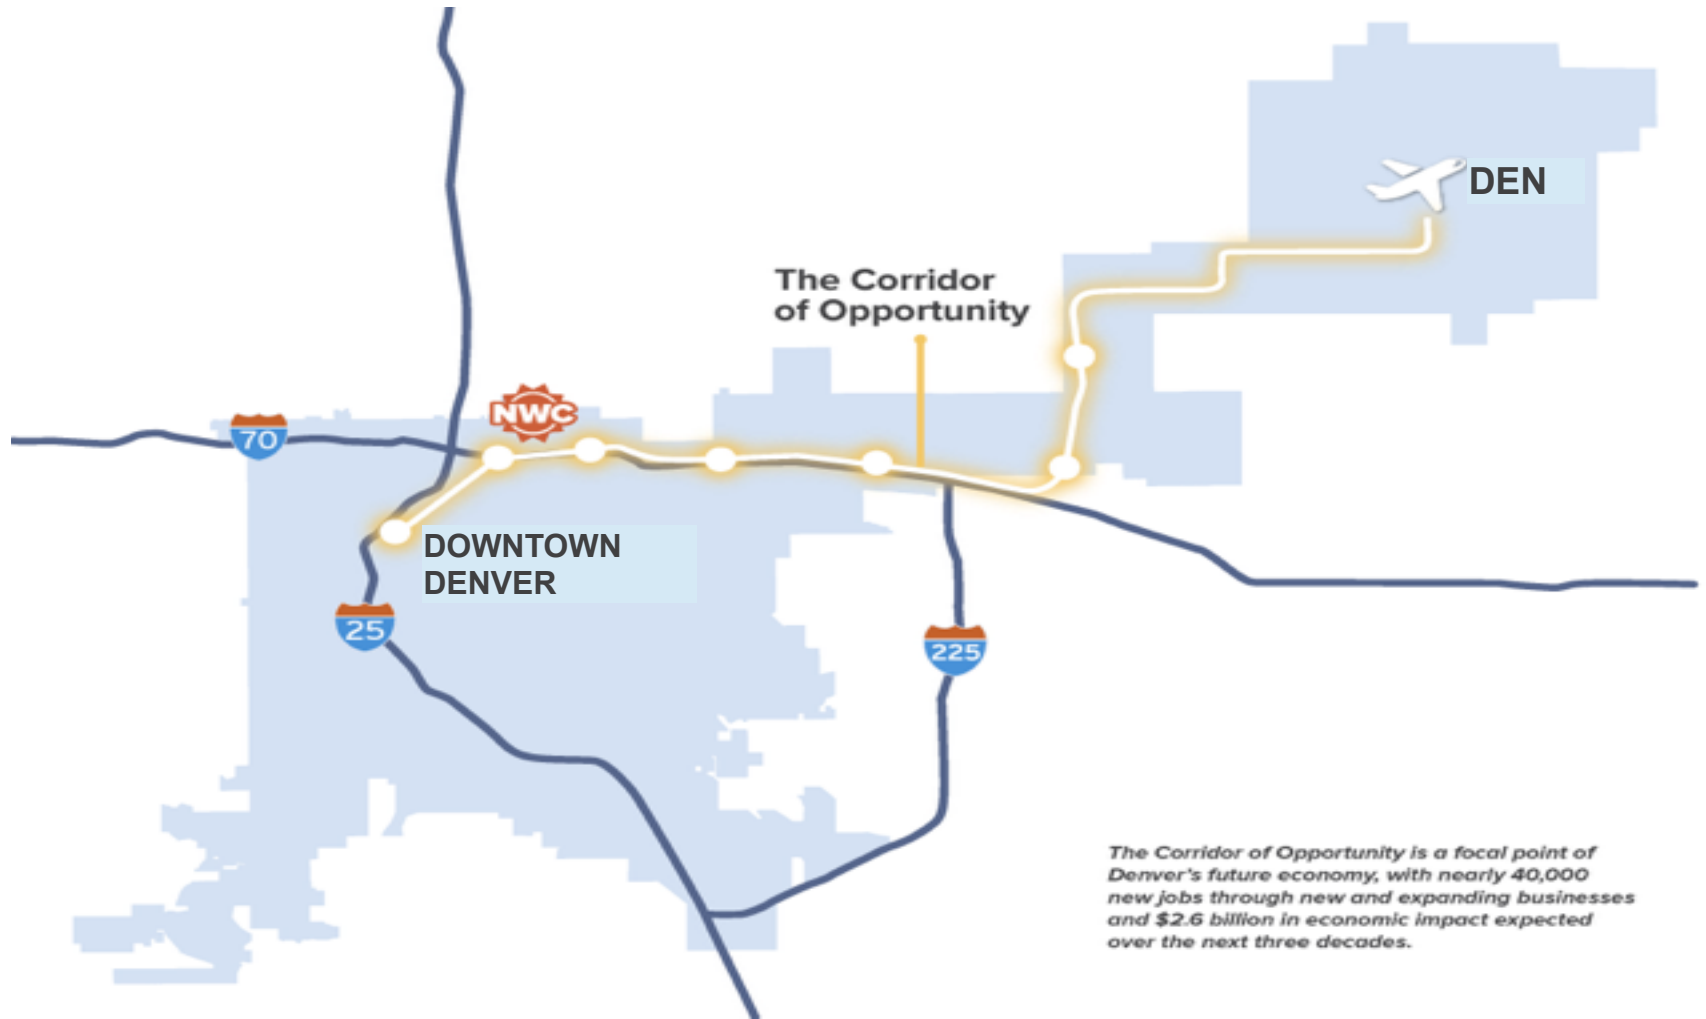 DEN
The Corridor
of Opportunity
NWC
70
DOWNTOWN
DENVER
25
225
The Corridor of Opportunity is a focal point of
Denver's future economy, with nearly 40,000
new jobs through new and expanding businesses
and $2.6 billion in economic impact expected
over the next three decades.